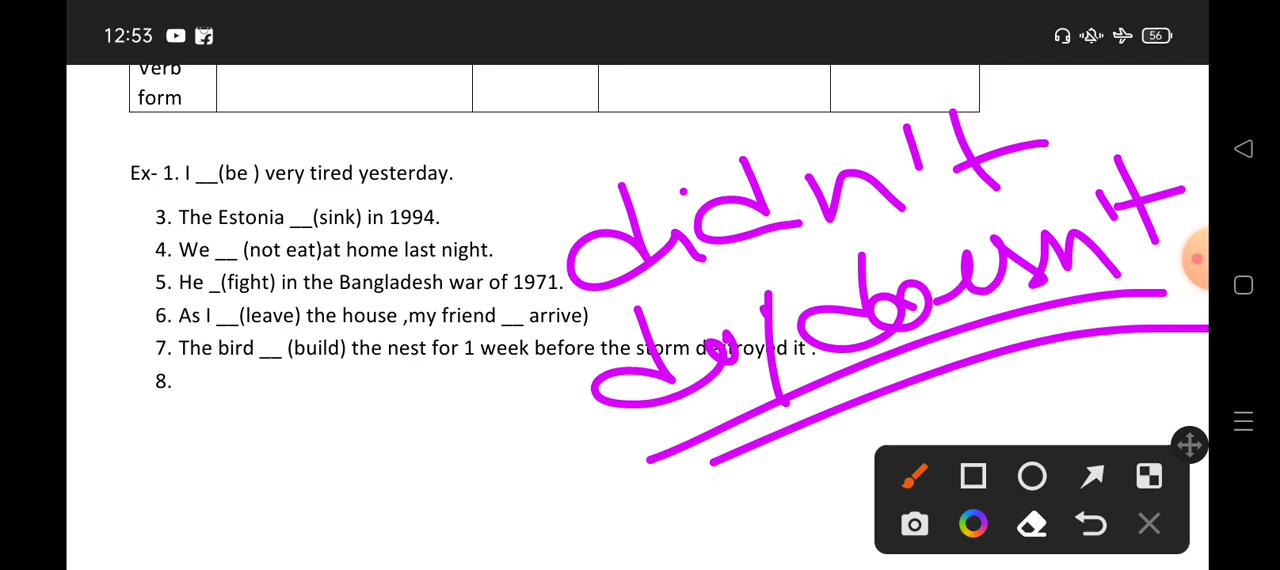 12:53 56
verb
form
Ex- 1. I __(be ) very tired yesterday.
3. The Estonia __(sink) in 1994.
4. We __ (not eat)at home last night.
5. He _(fight) in the Bangladesh war of 1971.
6. As I __(leave) the house ,my friend __ arrive)
7. The bird __ (build) the nest for 1 week before the storm destroyed it .
8.
didn't
do/doesn't